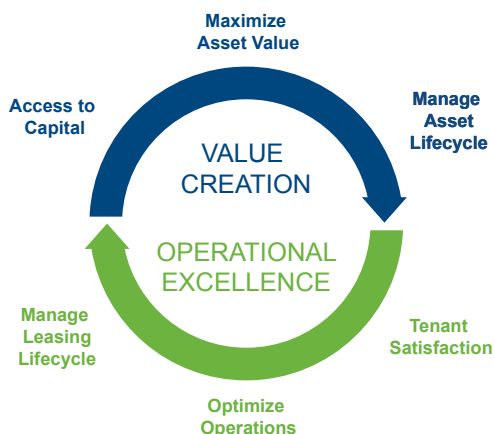 Maximize
Asset Value
Access to
Capital
Manage
Asset
Lifecycle
VALUE
CREATION
OPERATIONAL
EXCELLENCE
Manage
Leasing
Lifecycle
Tenant
Satisfaction
Optimize
Operations